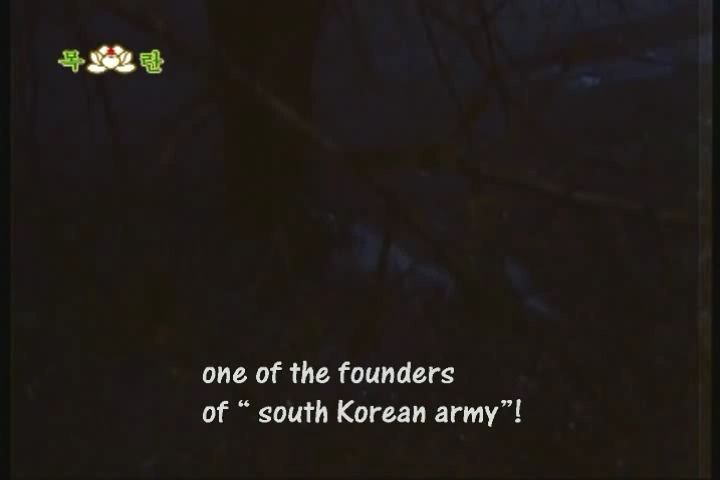 목란
one of the founders
of “ south Korean army”!